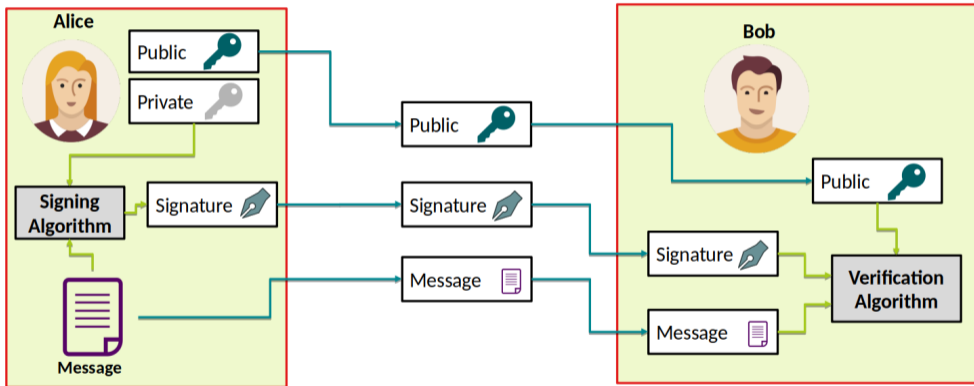 Alice
Public
Private
Signing
Algorithm
Signature
Message
Public
Signature
Message
Bob
Public
Signature
Message
Verification
Algorithm